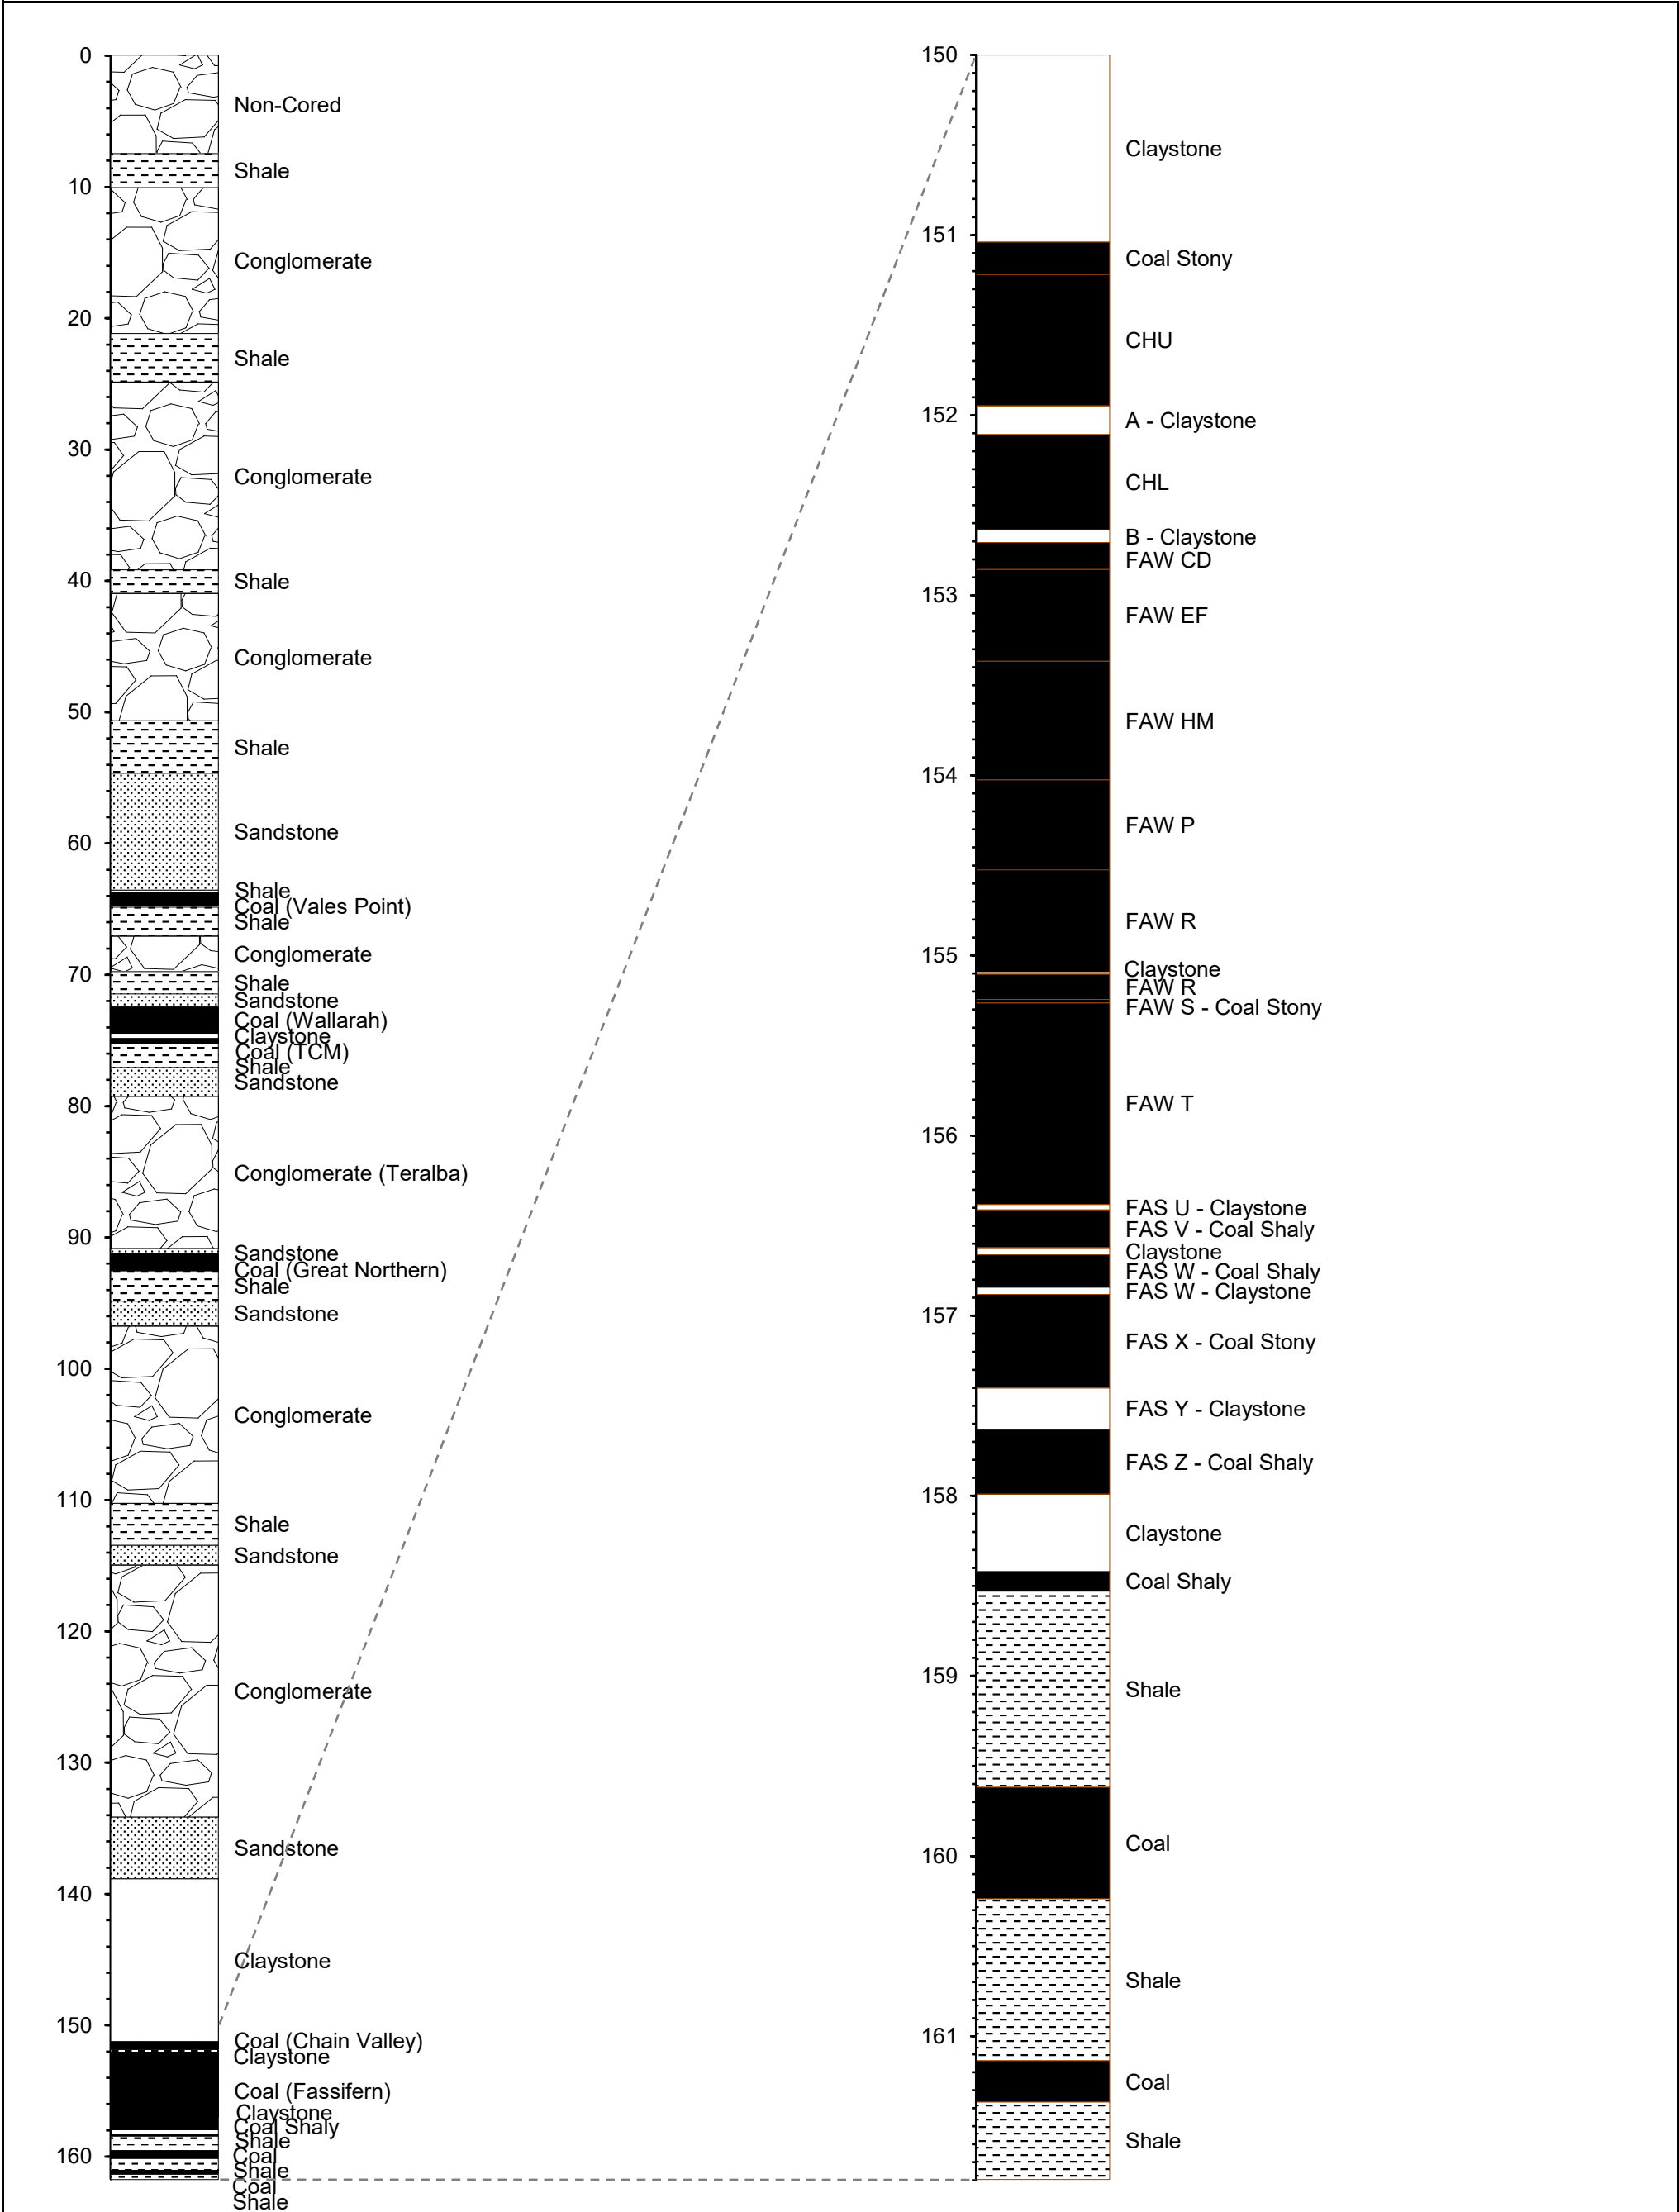 0
Non-Cored
Shale
10
Conglomerate
20
Shale
30
Conglomerate
40
Shale
Conglomerate
50
Shale
Sandstone
60
Shale
Coal (Vales Point)
Shale
Conglomerate
70
Shale
Sandstone
Coal (Wallarah)
Claystone
Coal (TCM)
Shale
Sandstone
80
Conglomerate (Teralba)
90
Sandstone
Coal (Great Northern)
Shale
Sandstone
100
Conglomerate
110
Shale
Sandstone
120
Conglomerate
130
Sandstone
140
Claystone
150
Coal (Chain Valley)
Claystone
Coal (Fassifern)
Claystone
Coal Shaly
Shale
160
Coal
Shale
Coal
Shale
150
Claystone
151
Coal Stony
CHU
152
A - Claystone
CHL
B - Claystone
FAW CD
153
FAW EF
FAW HM
154
FAW P
FAW R
155
Claystone
FAW R
FAW S - Coal Stony
FAW T
156
FAS U - Claystone
FAS V - Coal Shaly
Claystone
FAS W - Coal Shaly
FAS W - Claystone
157
FAS X - Coal Stony
FAS Y - Claystone
FAS Z - Coal Shaly
158
Claystone
Coal Shaly
159
Shale
Coal
160
Shale
161
Coal
Shale